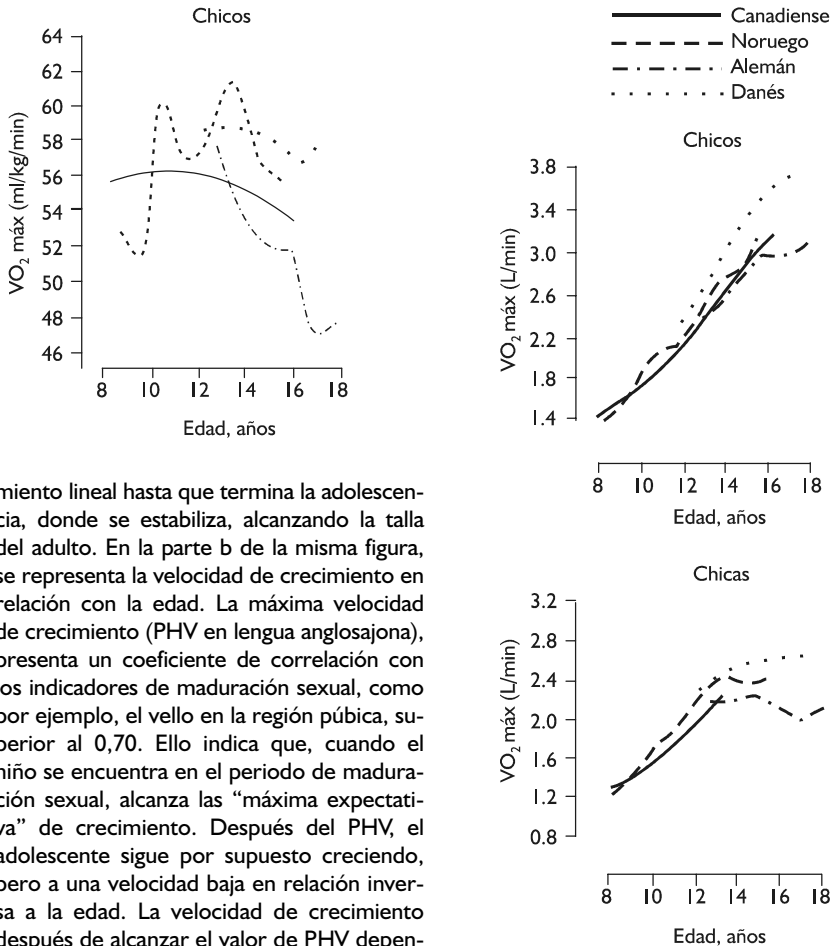 Chicos
64
62
60
58
56
54
52
50
48
46
VO2 máx (ml/kg/min)
8 10 12 14 16 18
Edad, años
miento lineal hasta que termina la adolescen-
cia, donde se estabiliza, alcanzando la talla
del adulto. En la parte b de la misma figura,
se representa la velocidad de crecimiento en
relación con la edad. La máxima velocidad
de crecimiento (PHV en lengua anglosajona),
presenta un coeficiente de correlación con
los indicadores de maduración sexual, como
por ejemplo, el vello en la región púbica, su-
perior al 0,70. Ello indica que, cuando el
niño se encuentra en el periodo de madura-
ción sexual, alcanza las “máxima expectati-
va” de crecimiento. Después del PHV, el
adolescente sigue por supuesto creciendo,
pero a una velocidad baja en relación inver-
sa a la edad. La velocidad de crecimiento
después de alcanzar el valor de PHV depen-
Canadiense
Noruego
Alemán
Danés
Chicos
3.8
3.4
3.0
2.6
2.2
1.8
1.4
VO2 máx (L/min)
8 10 12 14 16 18
Edad, años
Chicas
3.2
2.8
2.4
2.0
1.6
1.2
0.8
VO2 máx (L/min)
8 10 12 14 16 18
Edad, años